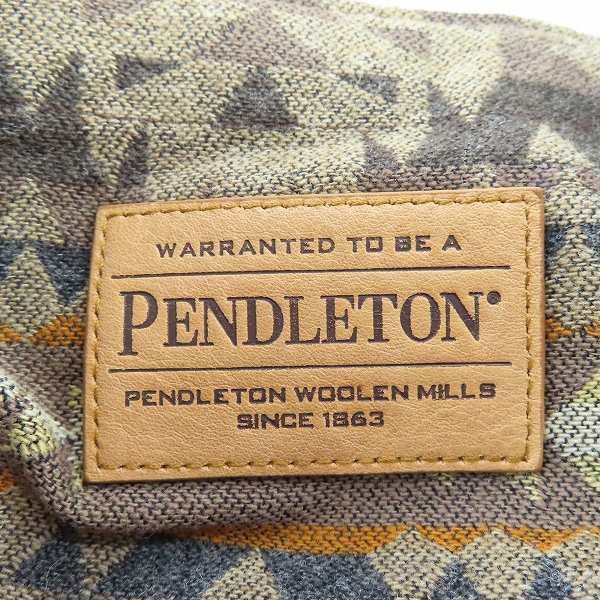 WARRANTED TO BE A
PENDLETON®
PENDLETON WOOLEN MILLS
SINCE 1863